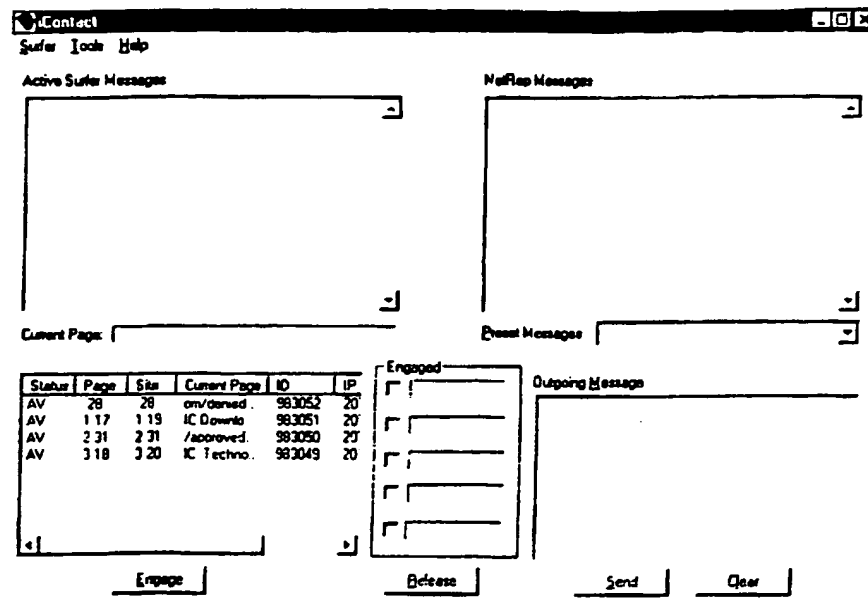 iContact
Surfer Tools Help
Active Surfer Messages
NetRep Messages
Current Page:
Preset Messages
Status Page Site Current Page ID IP
AV 28 28 om/denied.. 983052 20
AV 1 17 1 19 IC Downlo 983051 20
AV 2 31 2 31 /approved.. 983050 20
AV 3 18 3 20 IC Techno.. 983049 20
Engaged
Outgoing Message
Engage
Release
Send
Clear